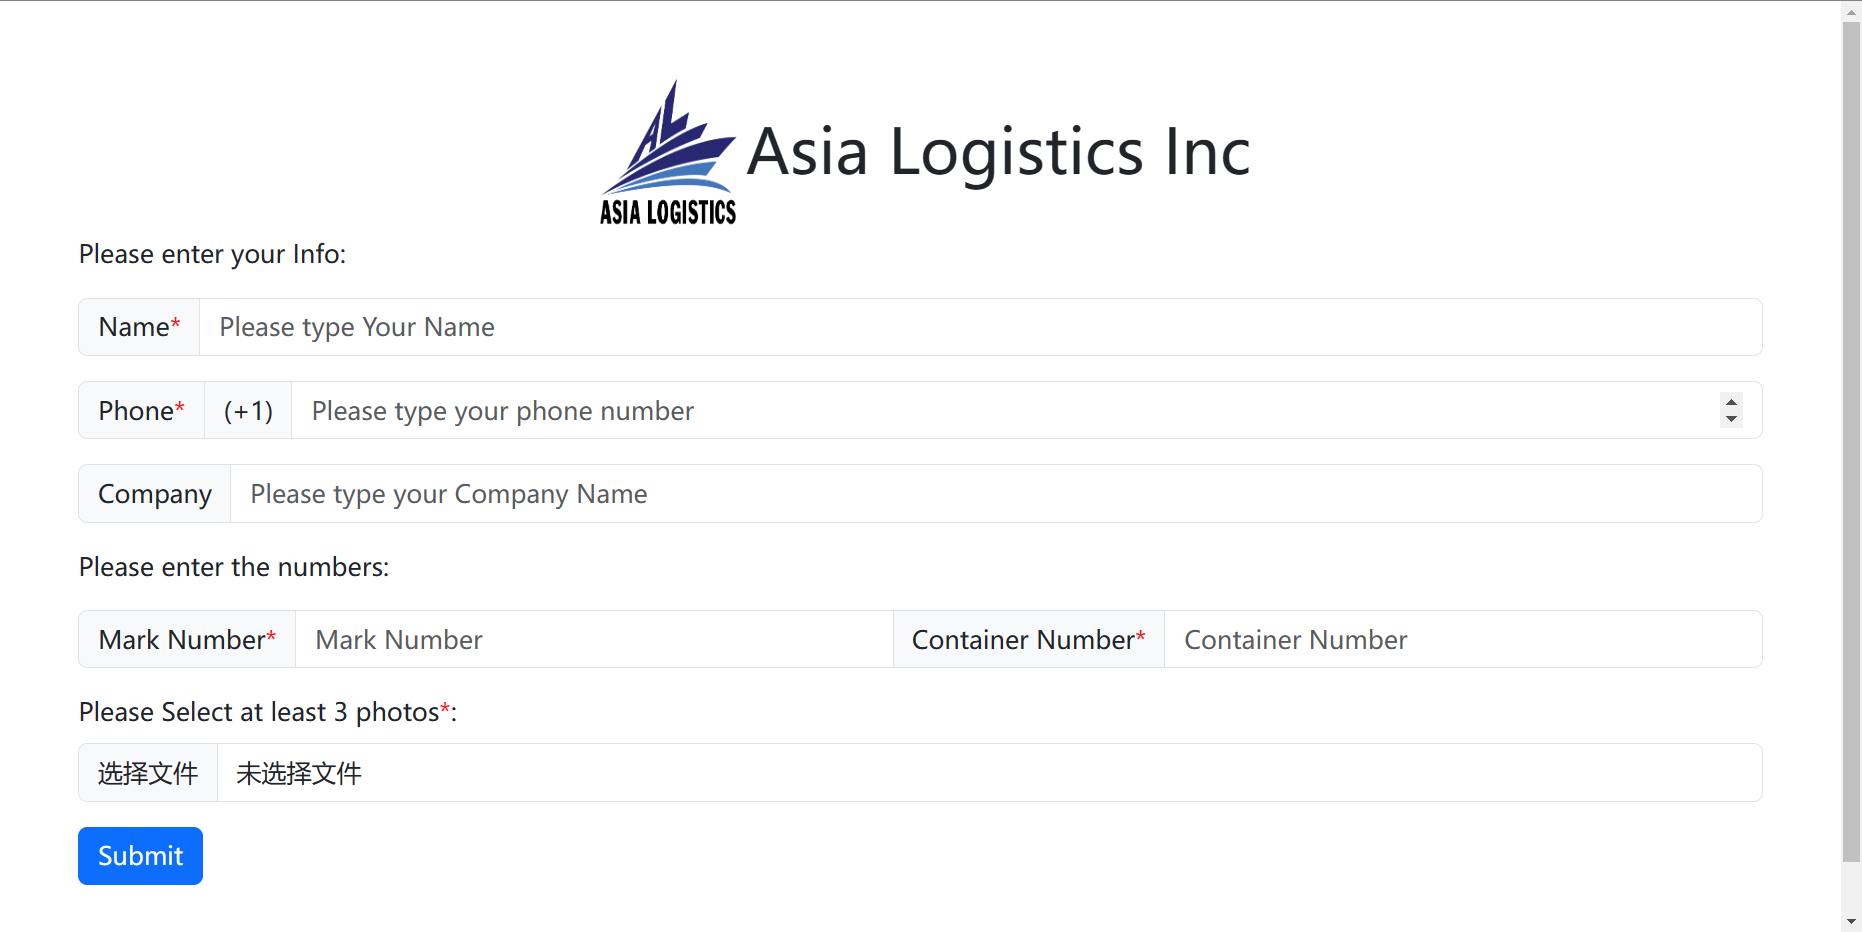 AL
ASIA LOGISTICS
Asia Logistics Inc
Please enter your Info:
Name* Please type Your Name
Phone* (+1) Please type your phone number
Company Please type your Company Name
Please enter the numbers:
Mark Number* Mark Number Container Number* Container Number
Please Select at least 3 photos*:
选择文件 未选择文件
Submit